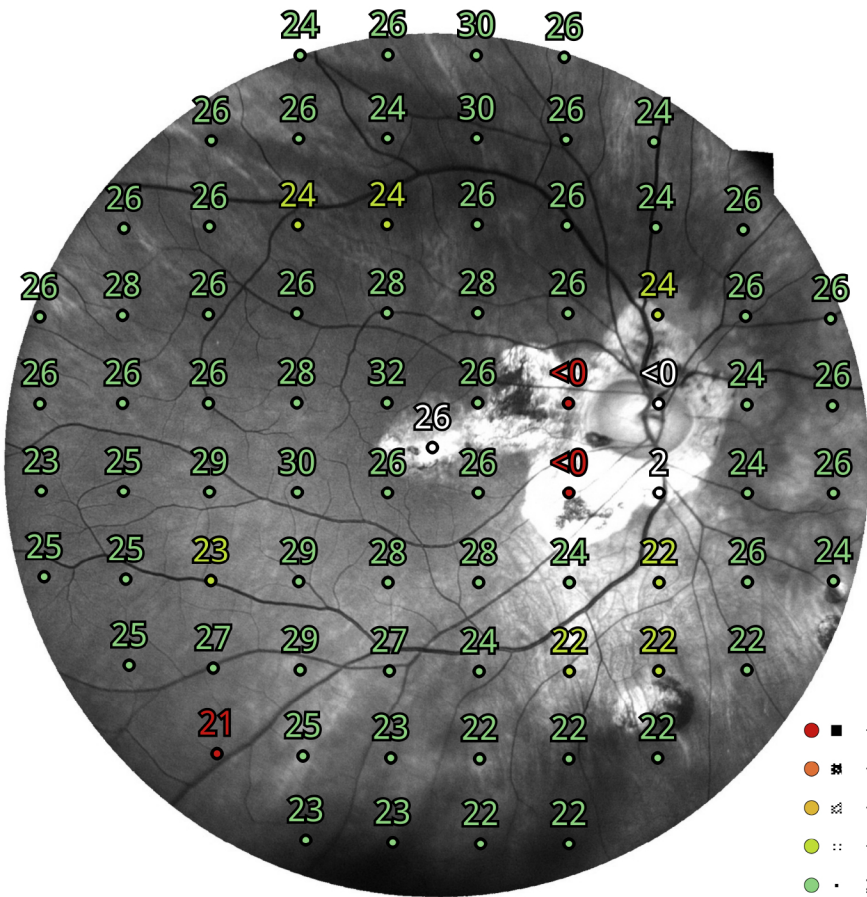 24 26 30 26
26 26 24 30 26 24
26 26 24 24 26 26 24 26
26 28 26 26 28 28 26 24 26 26
26 26 26 28 32 26 <0 <0 24 26
26
23 25 29 30 26 26 <0 2 24 26
25 25 23 29 28 28 24 22 26 24
25 27 29 27 24 22 22 22
21 25 23 22 22 22
23 23 22 22